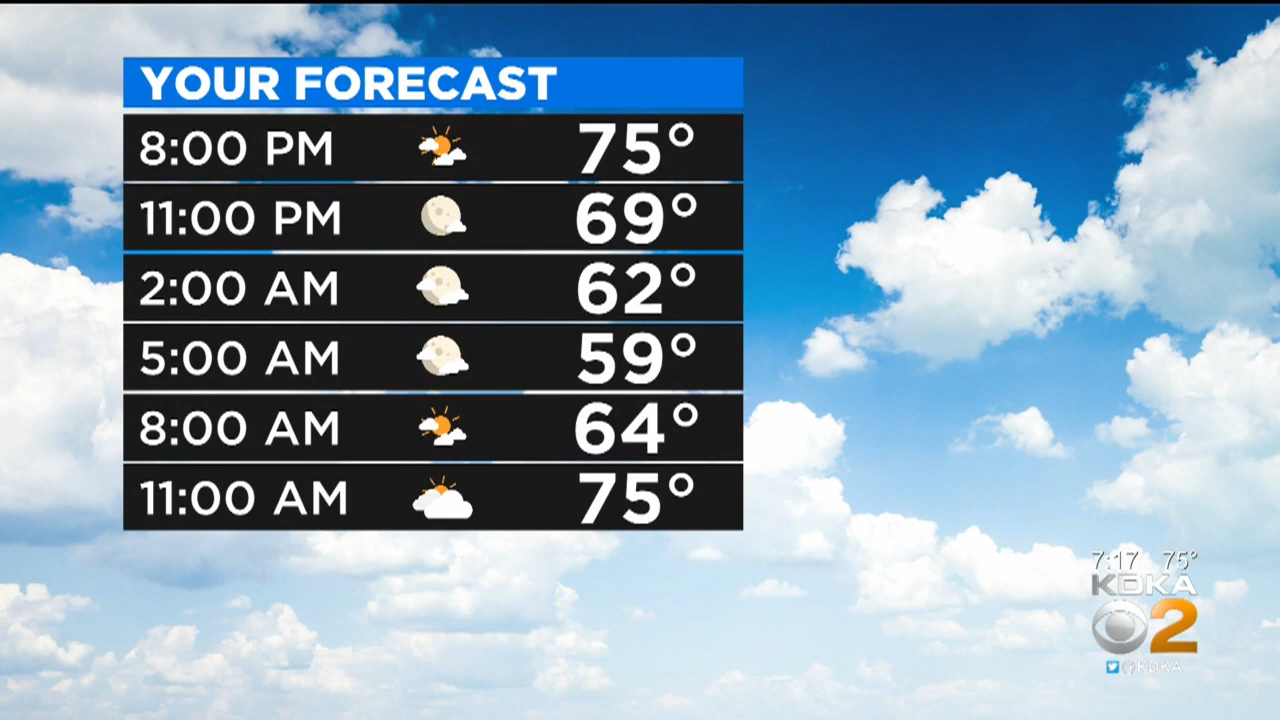 YOUR FORECAST
8:00 PM 75°
11:00 PM 69°
2:00 AM 62°
5:00 AM 59°
8:00 AM 64°
11:00 AM 75°
7:17 75°
KDKA
2
@KDKA